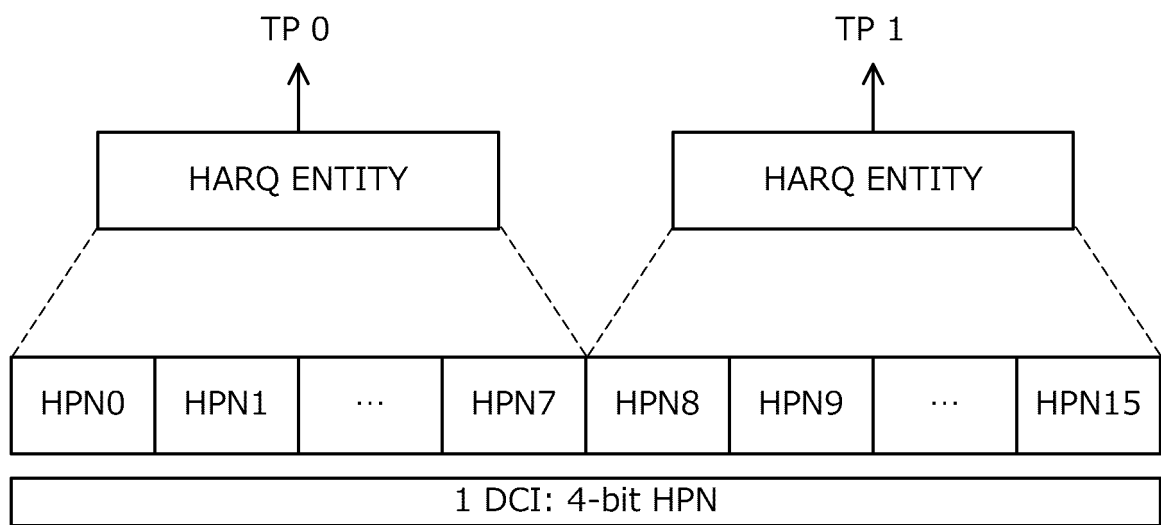 TP 0 TP 1
HARQ ENTITY HARQ ENTITY
HPN0 HPN1 ··· HPN7 HPN8 HPN9 ··· HPN15
1 DCI: 4-bit HPN